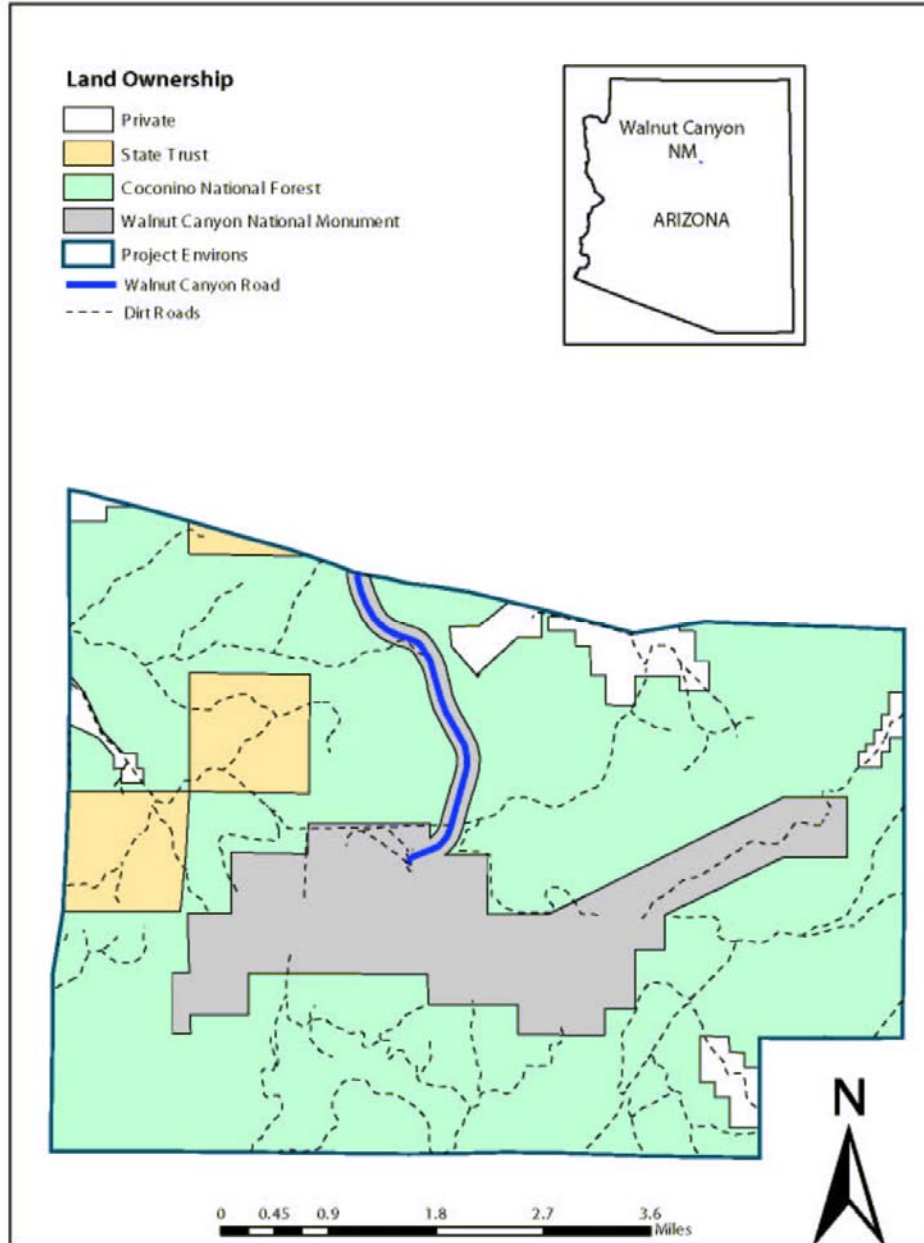 Land Ownership
Private
State Trust
Coconino National Forest
Walnut Canyon National Monument
Project Environs
Walnut Canyon Road
Dirt Roads
Walnut Canyon
NM
ARIZONA
N
0 0.45 0.9 1.8 2.7 3.6
Miles